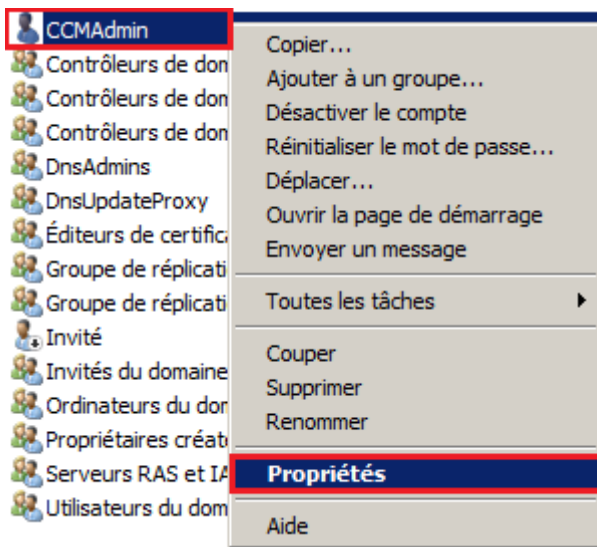 CCMAdmin
Contrôleurs de dom
Contrôleurs de dom
Contrôleurs de dom
DnsAdmins
DnsUpdateProxy
Éditeurs de certific
Groupe de réplicati
Groupe de réplicati
Invité
Invités du domaine
Ordinateurs du dom
Propriétaires créate
Serveurs RAS et IA
Utilisateurs du dom
Copier...
Ajouter à un groupe...
Désactiver le compte
Réinitialiser le mot de passe...
Déplacer...
Ouvrir la page de démarrage
Envoyer un message
Toutes les tâches
Couper
Supprimer
Renommer
Propriétés
Aide